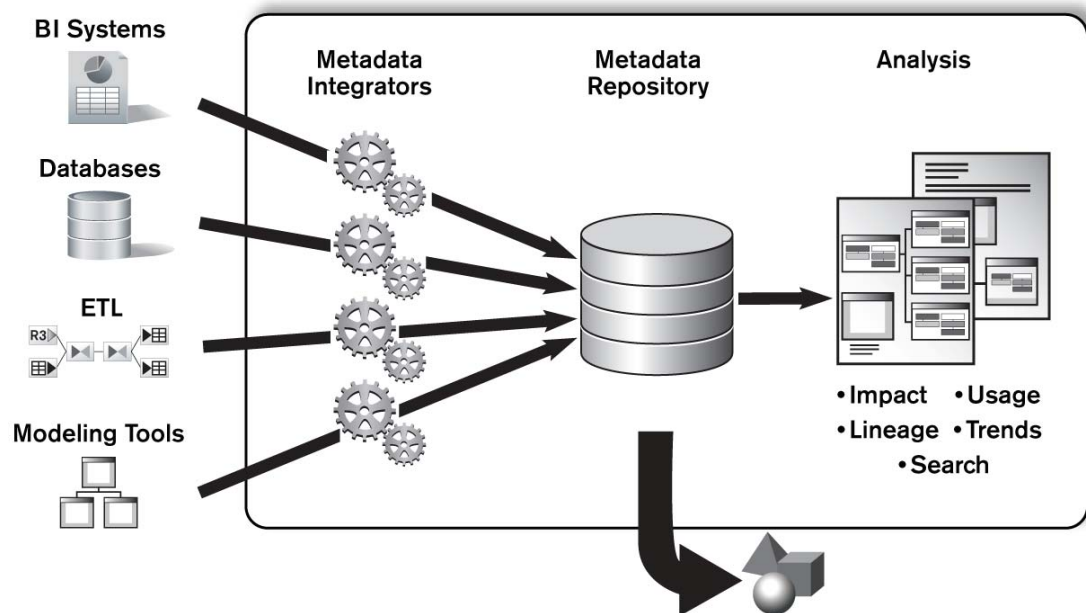 BI Systems
Databases
ETL
R3
Modeling Tools
Metadata
Integrators
Metadata
Repository
Analysis
• Impact • Usage
• Lineage • Trends
• Search